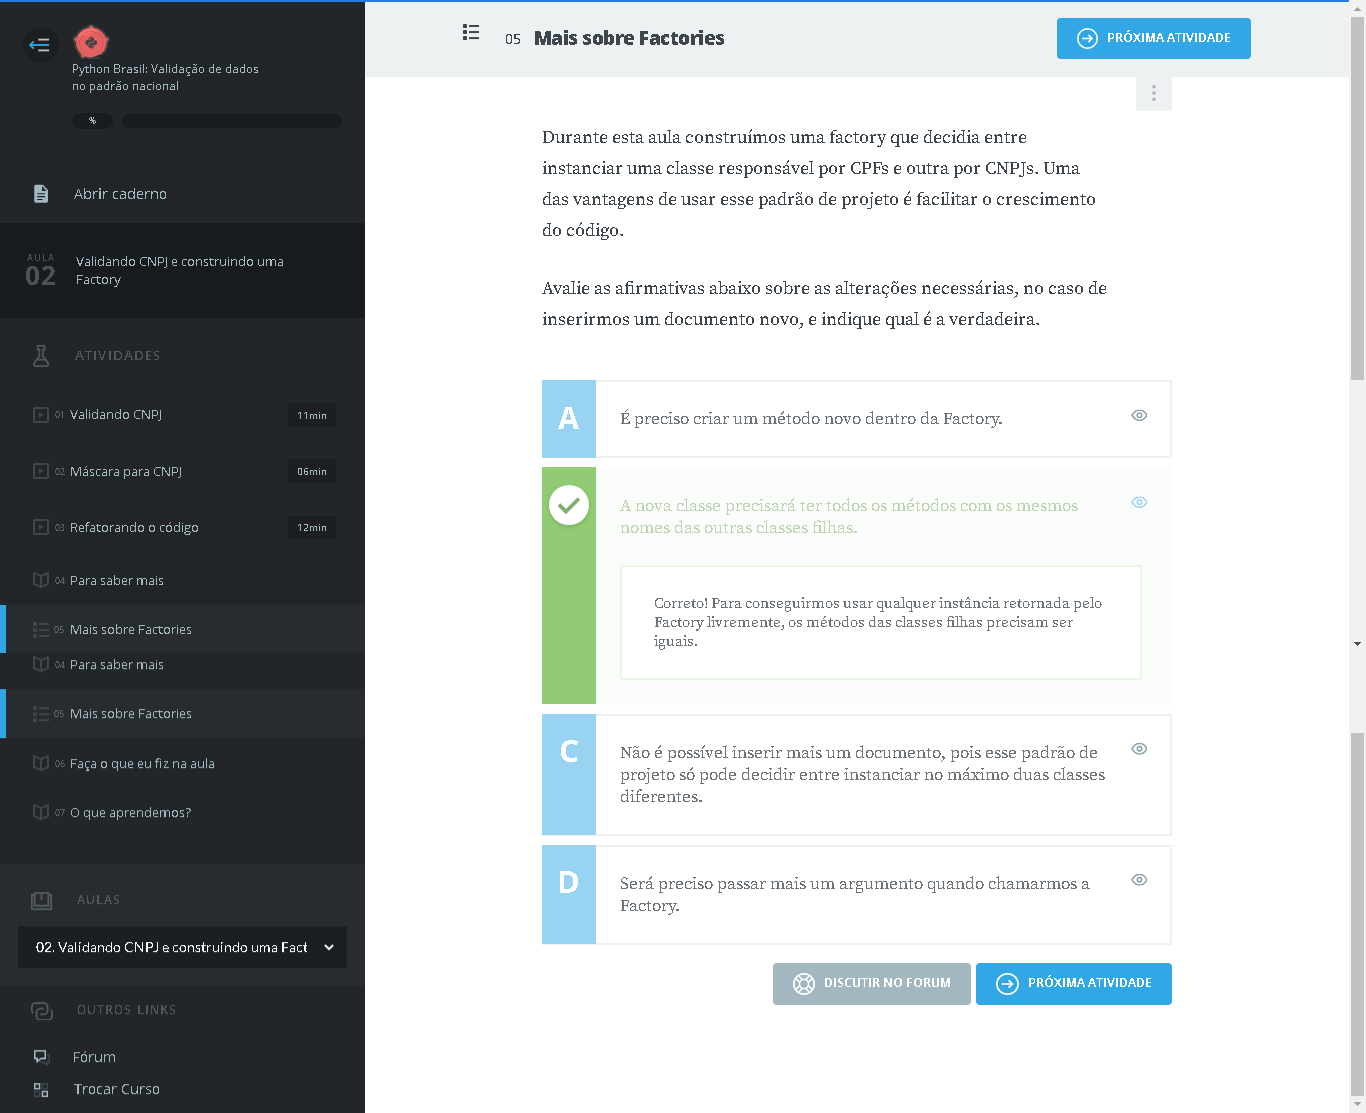 Python Brasil: Validação de dados
no padrão nacional
%
Abrir caderno
AULA
02
Validando CNPJ e construindo uma
Factory
ATIVIDADES
01 Validando CNPJ 11min
02 Máscara para CNPJ 06min
03 Refatorando o código 12min
04 Para saber mais
05 Mais sobre Factories
04 Para saber mais
05 Mais sobre Factories
06 Faça o que eu fiz na aula
07 O que aprendemos?
AULAS
02. Validando CNPJ e construindo uma Fact
OUTROS LINKS
Fórum
Trocar Curso
05 Mais sobre Factories
PRÓXIMA ATIVIDADE
Durante esta aula construímos uma factory que decidia entre
instanciar uma classe responsável por CPFs e outra por CNPJs. Uma
das vantagens de usar esse padrão de projeto é facilitar o crescimento
do código.
Avalie as afirmativas abaixo sobre as alterações necessárias, no caso de
inserirmos um documento novo, e indique qual é a verdadeira.
A
É preciso criar um método novo dentro da Factory.
A nova classe precisará ter todos os métodos com os mesmos
nomes das outras classes filhas.
Correto! Para conseguirmos usar qualquer instância retornada pelo
Factory livremente, os métodos das classes filhas precisam ser
iguais.
C
Não é possível inserir mais um documento, pois esse padrão de
projeto só pode decidir entre instanciar no máximo duas classes
diferentes.
D
Será preciso passar mais um argumento quando chamarmos a
Factory.
DISCUTIR NO FORUM
PRÓXIMA ATIVIDADE